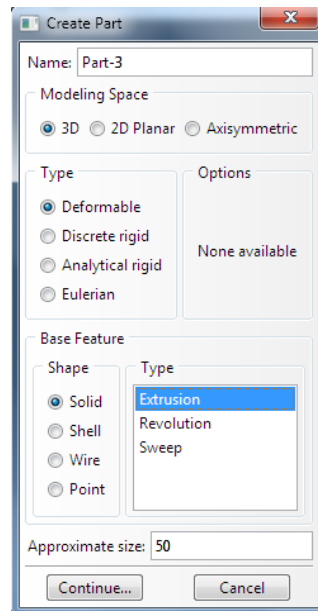 Create Part
Name: Part-3
Modeling Space
3D 2D Planar Axisymmetric
Type
Deformable
Discrete rigid
Analytical rigid
Eulerian
Options
None available
Base Feature
Shape
Solid
Shell
Wire
Point
Type
Extrusion
Revolution
Sweep
Approximate size: 50
Continue... Cancel